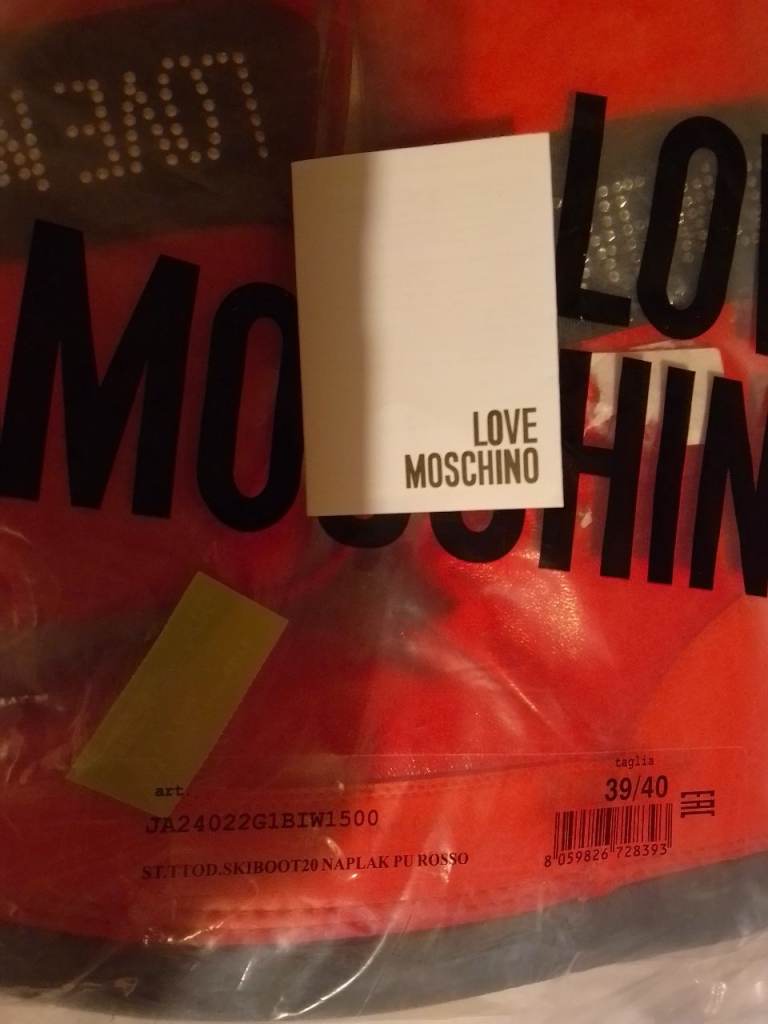 LOVE M
LO
MO
LOVE
MOSCHINO
SCHIN
art.
taglia
39/40
EAC
JA24022G1BIW1500
ST.TTOD.SKIBOOT20 NAPLAK PU ROSSO
8 059826 728393